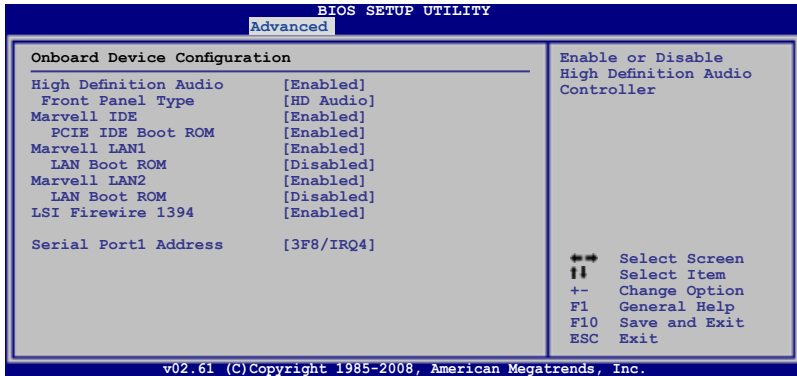 BIOS SETUP UTILITY
Advanced
Onboard Device Configuration
High Definition Audio [Enabled]
Front Panel Type [HD Audio]
Marvell IDE [Enabled]
PCIE IDE Boot ROM [Enabled]
Marvell LAN1 [Enabled]
LAN Boot ROM [Disabled]
Marvell LAN2 [Enabled]
LAN Boot ROM [Disabled]
LSI Firewire 1394 [Enabled]
Serial Port1 Address [3F8/IRQ4]
Enable or Disable
High Definition Audio
Controller
←→ Select Screen
↑↓ Select Item
+- Change Option
F1 General Help
F10 Save and Exit
ESC Exit
v02.61 (C)Copyright 1985-2008, American Megatrends, Inc.